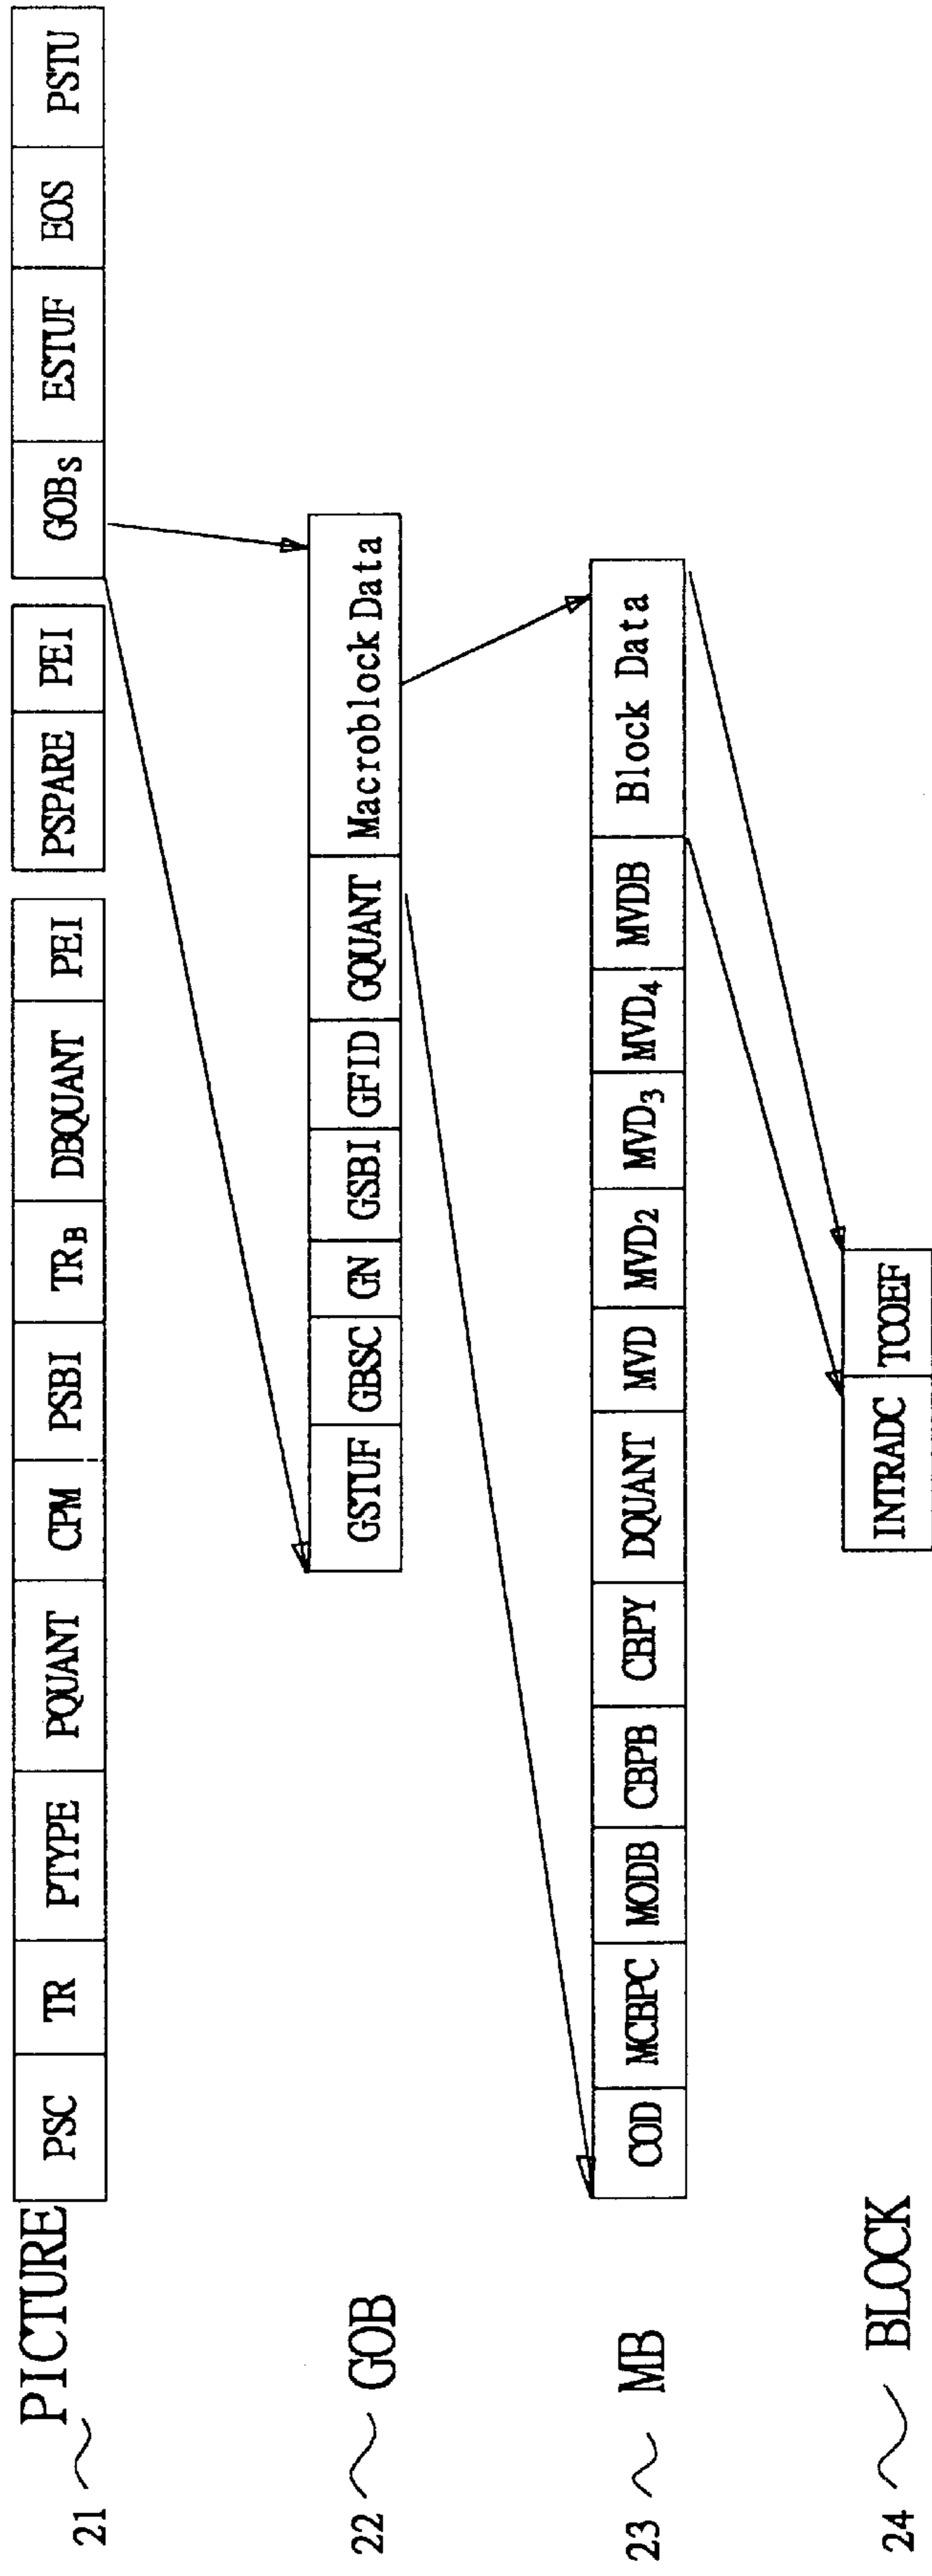 21 PICTURE PSC TR PTYPE PQUANT CPM PSBI TRB DBQUANT PEI PSPARE PEI GOBS ESTUF EOS PSTU
22 GOB GSTUF GBSC GN GSBI GFID GQUANT Macroblock Data
23 MB COD MCBPC MODB CBPB CBPY DQUANT MVD MVD2 MVD3 MVD4 MVDB Block Data
24 BLOCK INTRADC TCOEF